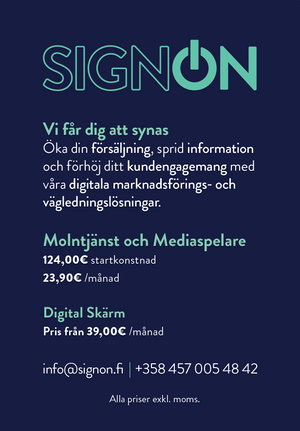 SIGNON
Vi får dig att synas
Öka din försäljning, sprid information
och förhöj ditt kundengagemang med
våra digitala marknadsförings- och
vägledningslösningar.
Molntjänst och Mediaspelare
124,00€ startkonstnad
23,90€ /månad
Digital Skärm
Pris från 39,00€ /månad
info@signon.fi | +358 457 005 48 42
Alla priser exkl. moms.